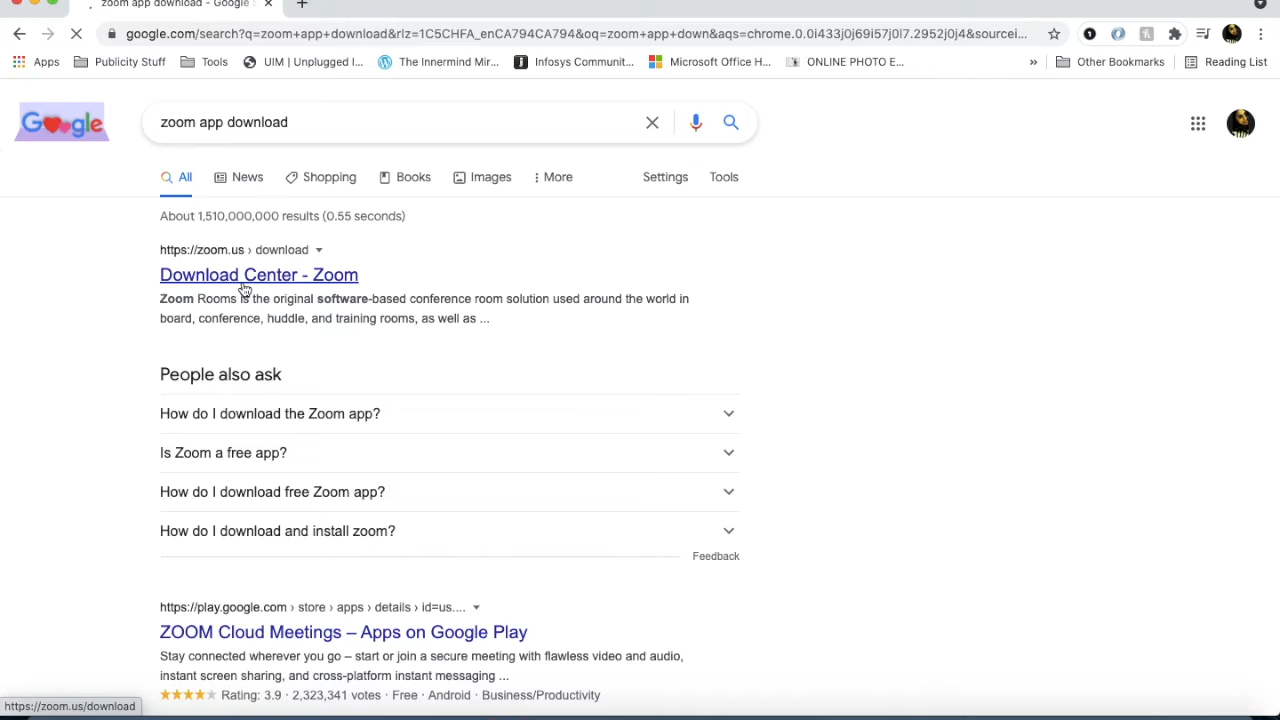 zoom app download - Google
google.com/search?q=zoom+app+download&rlz=1C5CHFA_enCA794CA794&oq=zoom+app+down&aqs=chrome.0.0i433j0j69i57j0l7.2952j0j4&sourcei...
Apps Publicity Stuff Tools UIM | Unplugged I... The Innermind Mir... Infosys Communit... Microsoft Office H... ONLINE PHOTO E... » Other Bookmarks Reading List
Google zoom app download
All News Shopping Books Images More Settings Tools
About 1,510,000,000 results (0.55 seconds)
https://zoom.us › download
Download Center - Zoom
Zoom Rooms is the original software-based conference room solution used around the world in
board, conference, huddle, and training rooms, as well as ...
People also ask
How do I download the Zoom app?
Is Zoom a free app?
How do I download free Zoom app?
How do I download and install zoom?
Feedback
https://play.google.com › store › apps › details › id=us....
ZOOM Cloud Meetings – Apps on Google Play
Stay connected wherever you go – start or join a secure meeting with flawless video and audio,
instant screen sharing, and cross-platform instant messaging ...
Rating: 3.9 · 2,323,341 votes · Free · Android · Business/Productivity
https://zoom.us/download